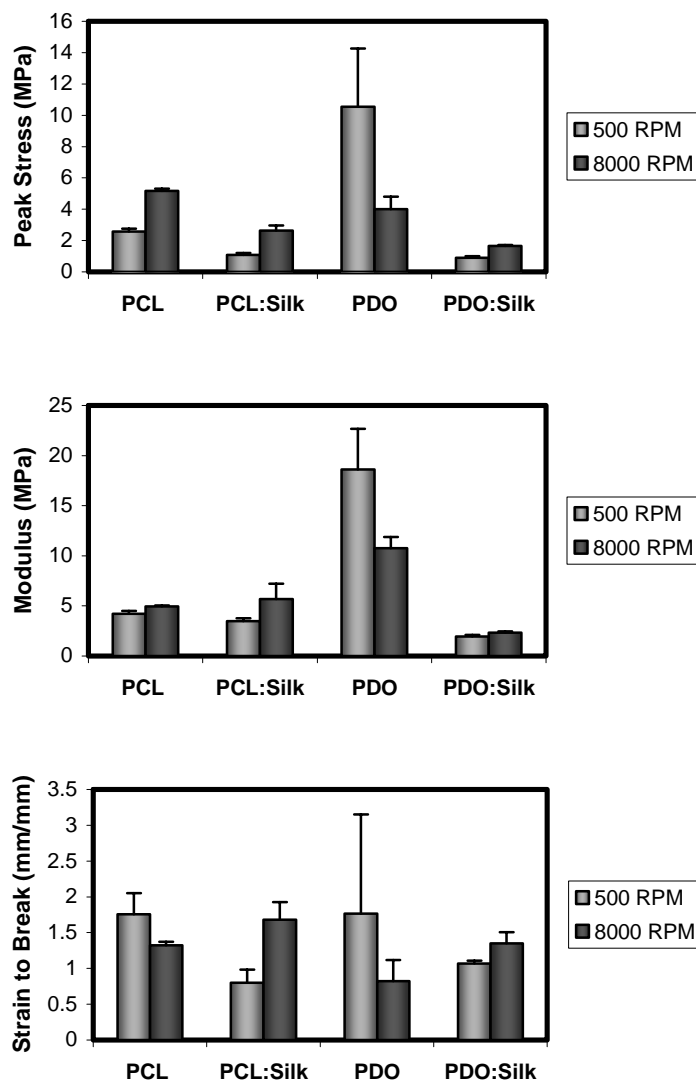 Peak Stress (MPa)
16
14
12
10
8
6
4
2
0
PCL PCL:Silk PDO PDO:Silk
500 RPM
8000 RPM
Modulus (MPa)
25
20
15
10
5
0
PCL PCL:Silk PDO PDO:Silk
500 RPM
8000 RPM
Strain to Break (mm/mm)
3.5
3
2.5
2
1.5
1
0.5
0
PCL PCL:Silk PDO PDO:Silk
500 RPM
8000 RPM